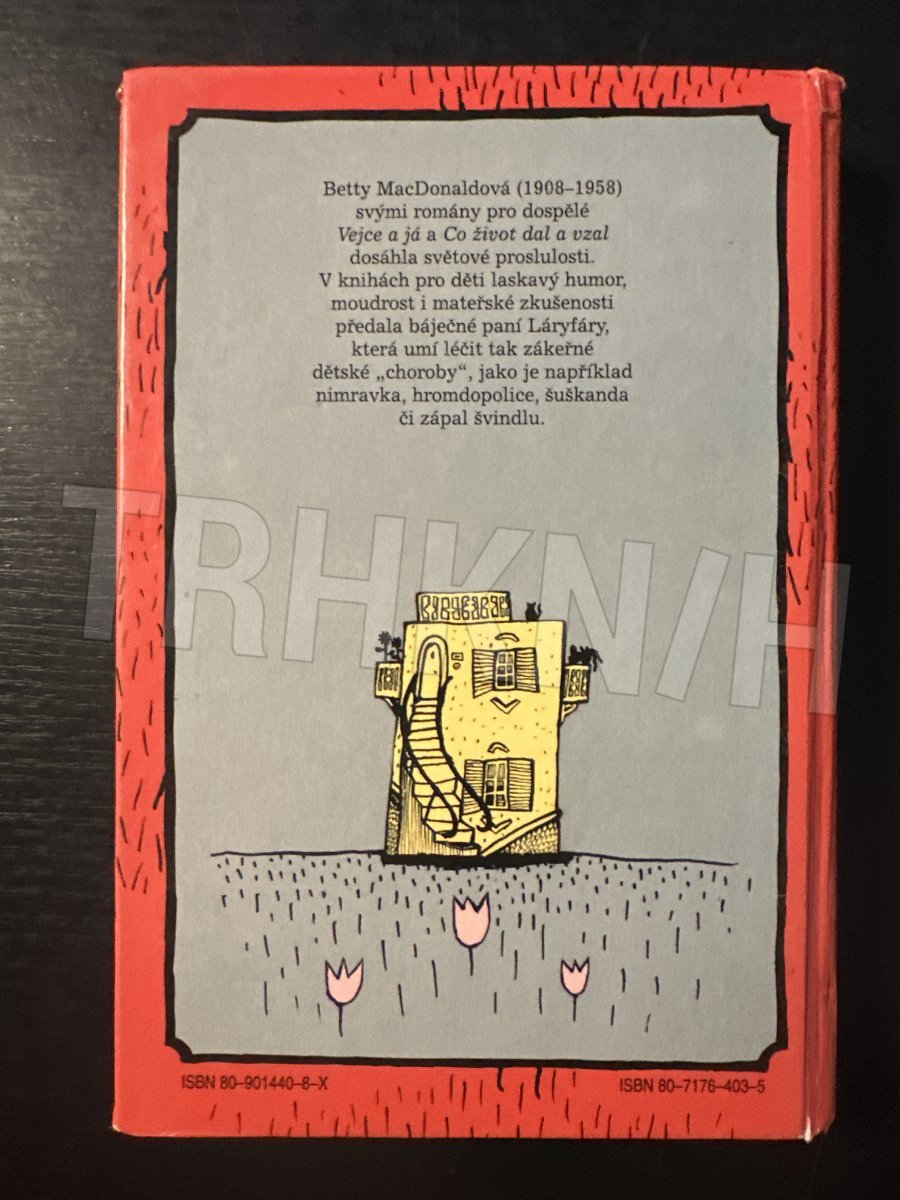 Betty MacDonaldová (1908–1958)
svými romány pro dospělé
Vejce a já a Co život dal a vzal
dosáhla světové proslulosti.
V knihách pro děti laskavý humor,
moudrost i mateřské zkušenosti
předala báječné paní Láryfáry,
která umí léčit tak zákeřné
dětské „choroby“, jako je například
nimravka, hromdopolice, šuškanda
či zápal švindlu.
TRHKNIH
ISBN 80–901440–8–X
ISBN 80–7176–403–5